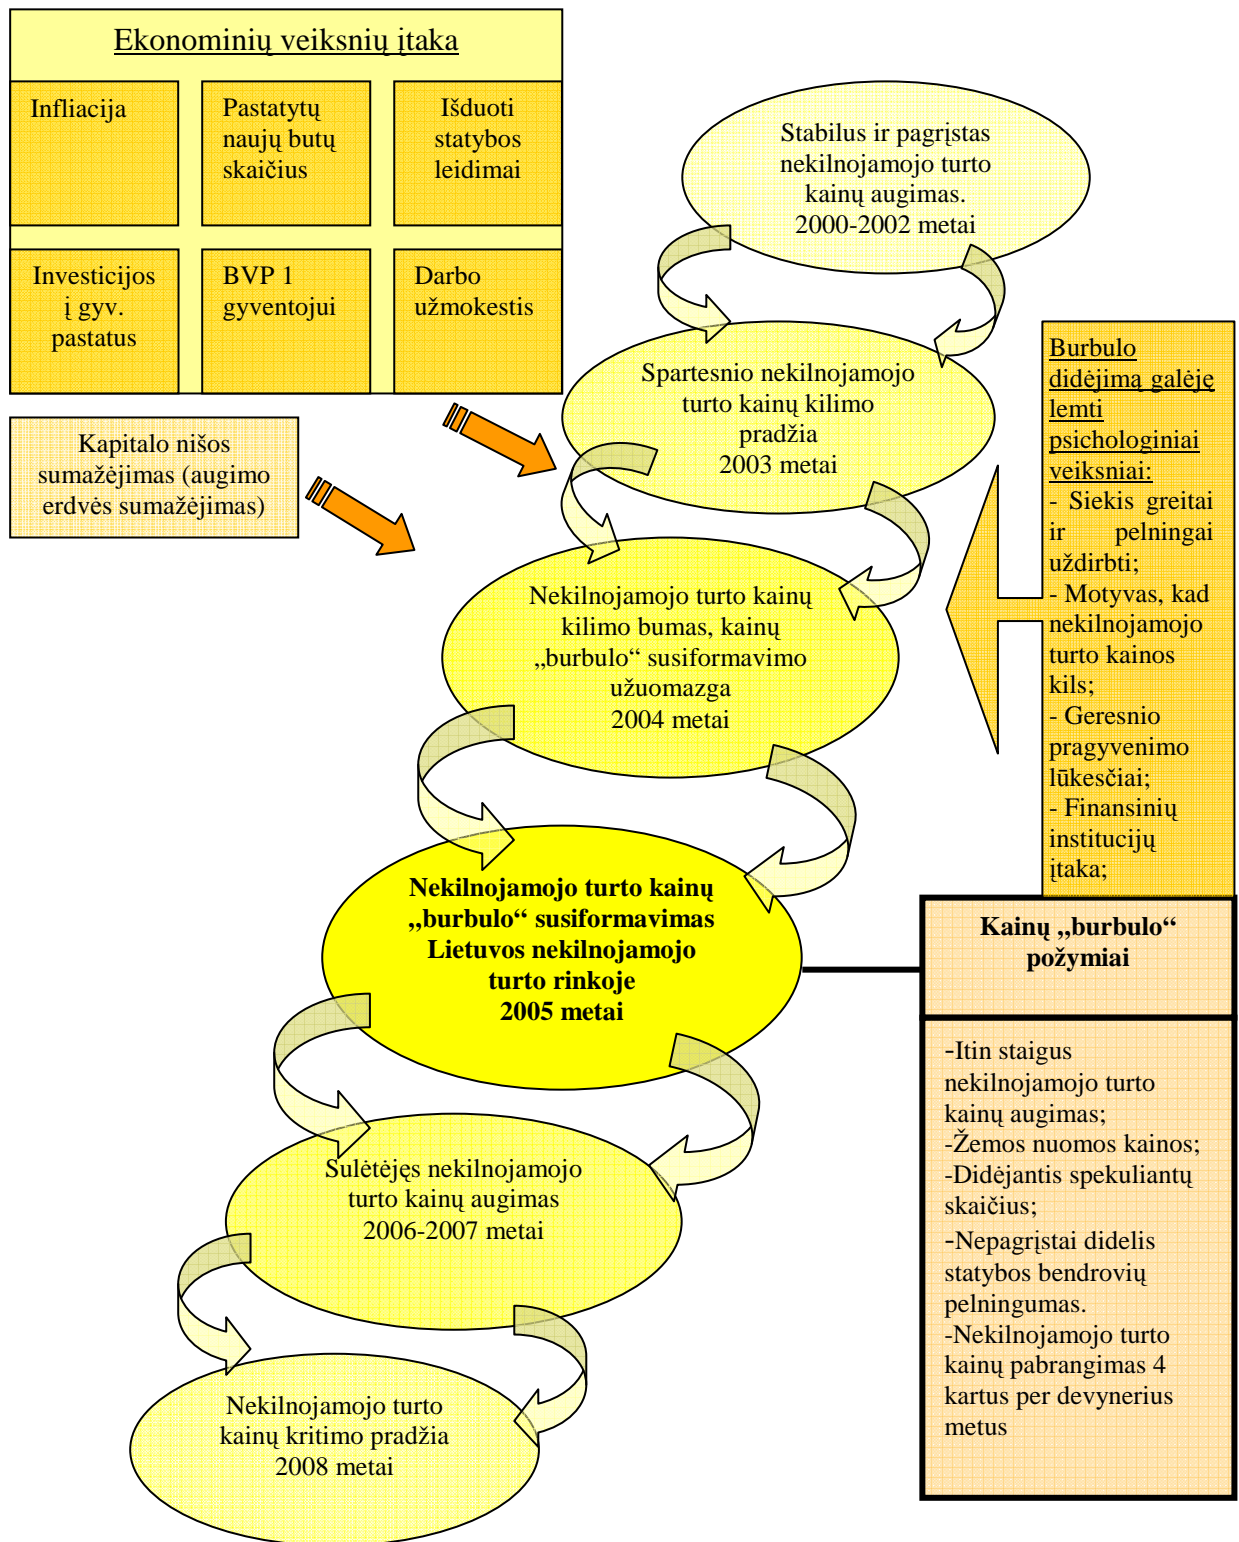 Ekonominių veiksnių įtaka
Infliacija
Pastatytų
naujų butų
skaičius
Išduoti
statybos
leidimai
Investicijos
į gyv.
pastatus
BVP 1
gyventojui
Darbo
užmokestis
Kapitalo nišos
sumažėjimas (augimo
erdvės sumažėjimas)
Stabilus ir pagrįstas
nekilnojamojo turto
kainų augimas.
2000-2002 metai
Spartesnio nekilnojamojo
turto kainų kilimo
pradžia
2003 metai
Nekilnojamojo turto kainų
kilimo bumas, kainų
„burbulo“ susiformavimo
užuomazga
2004 metai
Nekilnojamojo turto kainų
„burbulo“ susiformavimas
Lietuvos nekilnojamojo
turto rinkoje
2005 metai
Sulėtėjęs nekilnojamojo
turto kainų augimas
2006-2007 metai
Nekilnojamojo turto
kainų kritimo pradžia
2008 metai
Burbulo
didėjimą galėję
lemti
psichologiniai
veiksniai:
- Siekis greitai
ir pelningai
uždirbti;
- Motyvas, kad
nekilnojamojo
turto kainos
kils;
- Geresnio
pragyvenimo
lūkesčiai;
- Finansinių
institucijų
įtaka;
Kainų „burbulo“
požymiai
-Itin staigus
nekilnojamojo turto
kainų augimas;
-Žemos nuomos kainos;
-Didėjantis spekuliantų
skaičius;
-Nepagrįstai didelis
statybos bendrovių
pelningumas.
-Nekilnojamojo turto
kainų pabrangimas 4
kartus per devynerius
metus